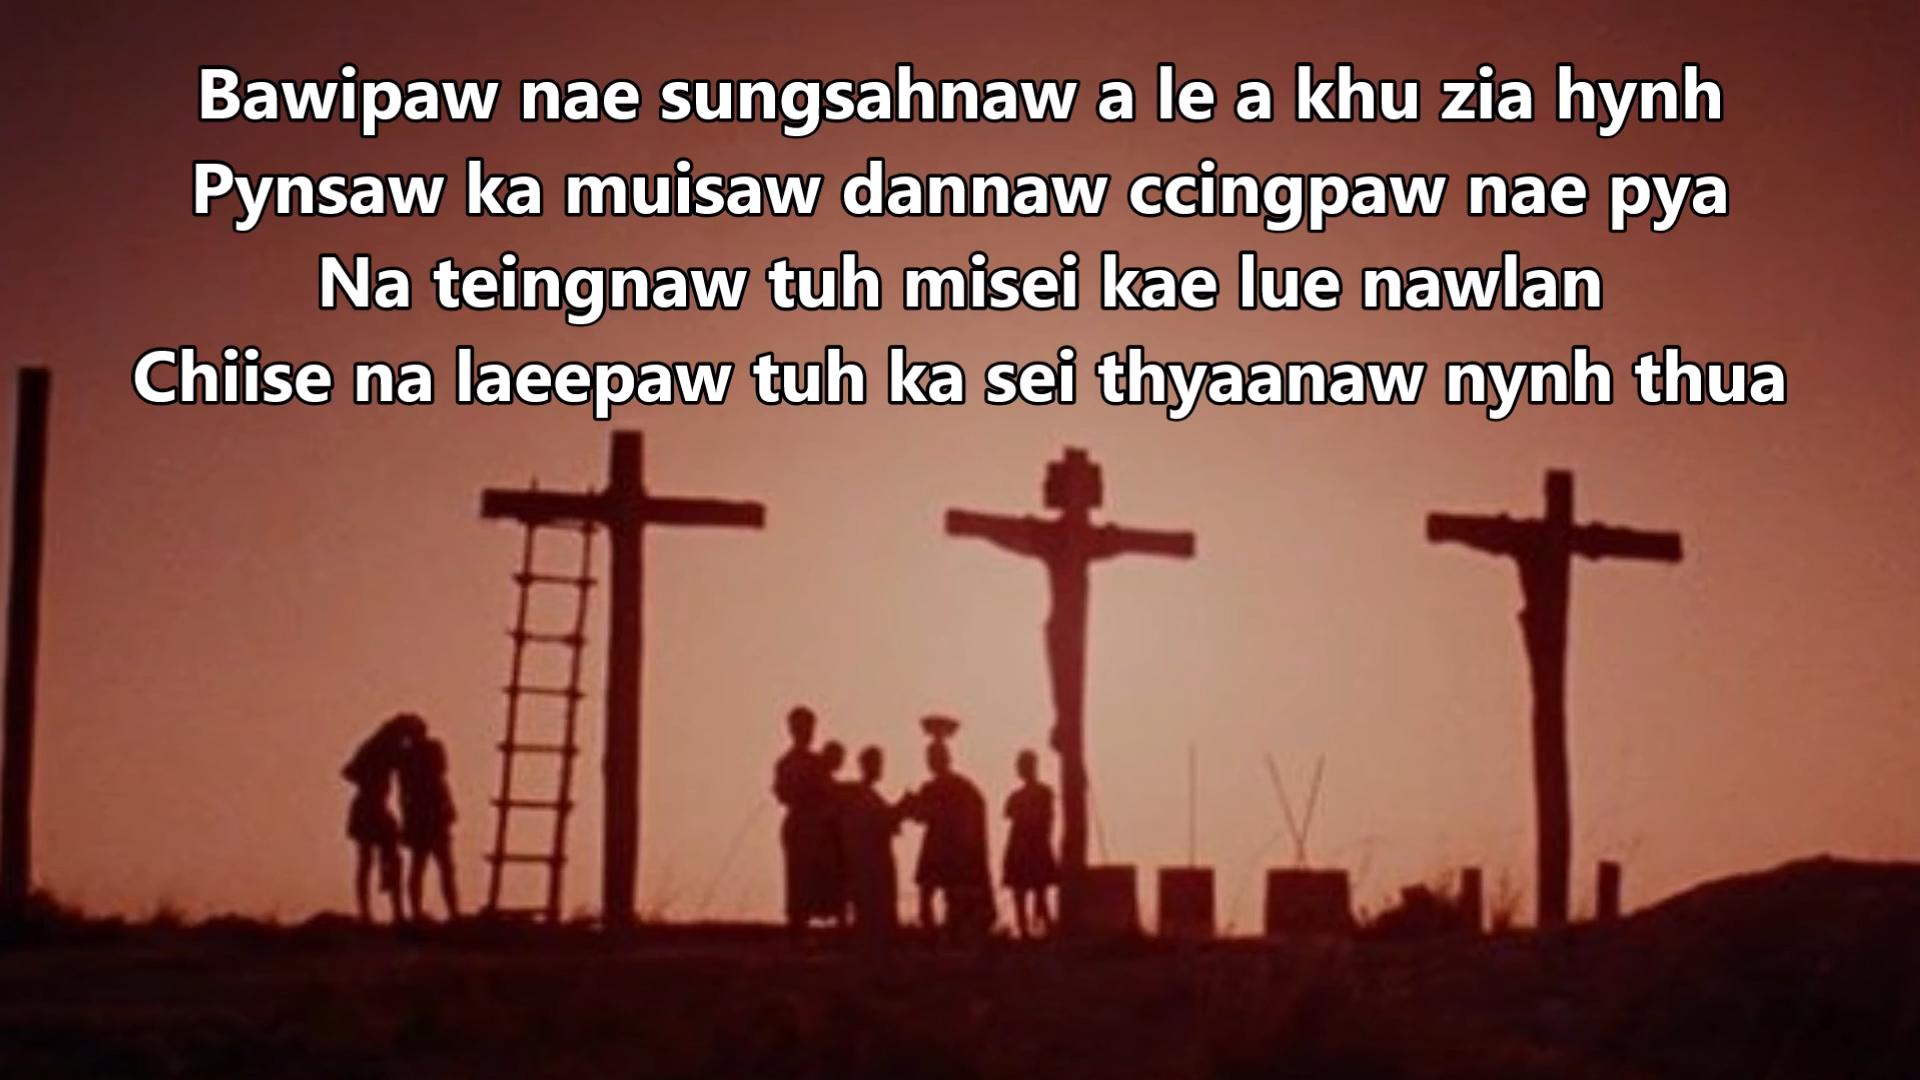 Bawipaw nae sungsahnaw a le a khu zia hynh
Pynsaw ka muisaw dannaw ccingpaw nae pya
Na teingnaw tuh misei kae lue nawlan
Chiise na laeepaw tuh ka sei thyaanaw nynh thua